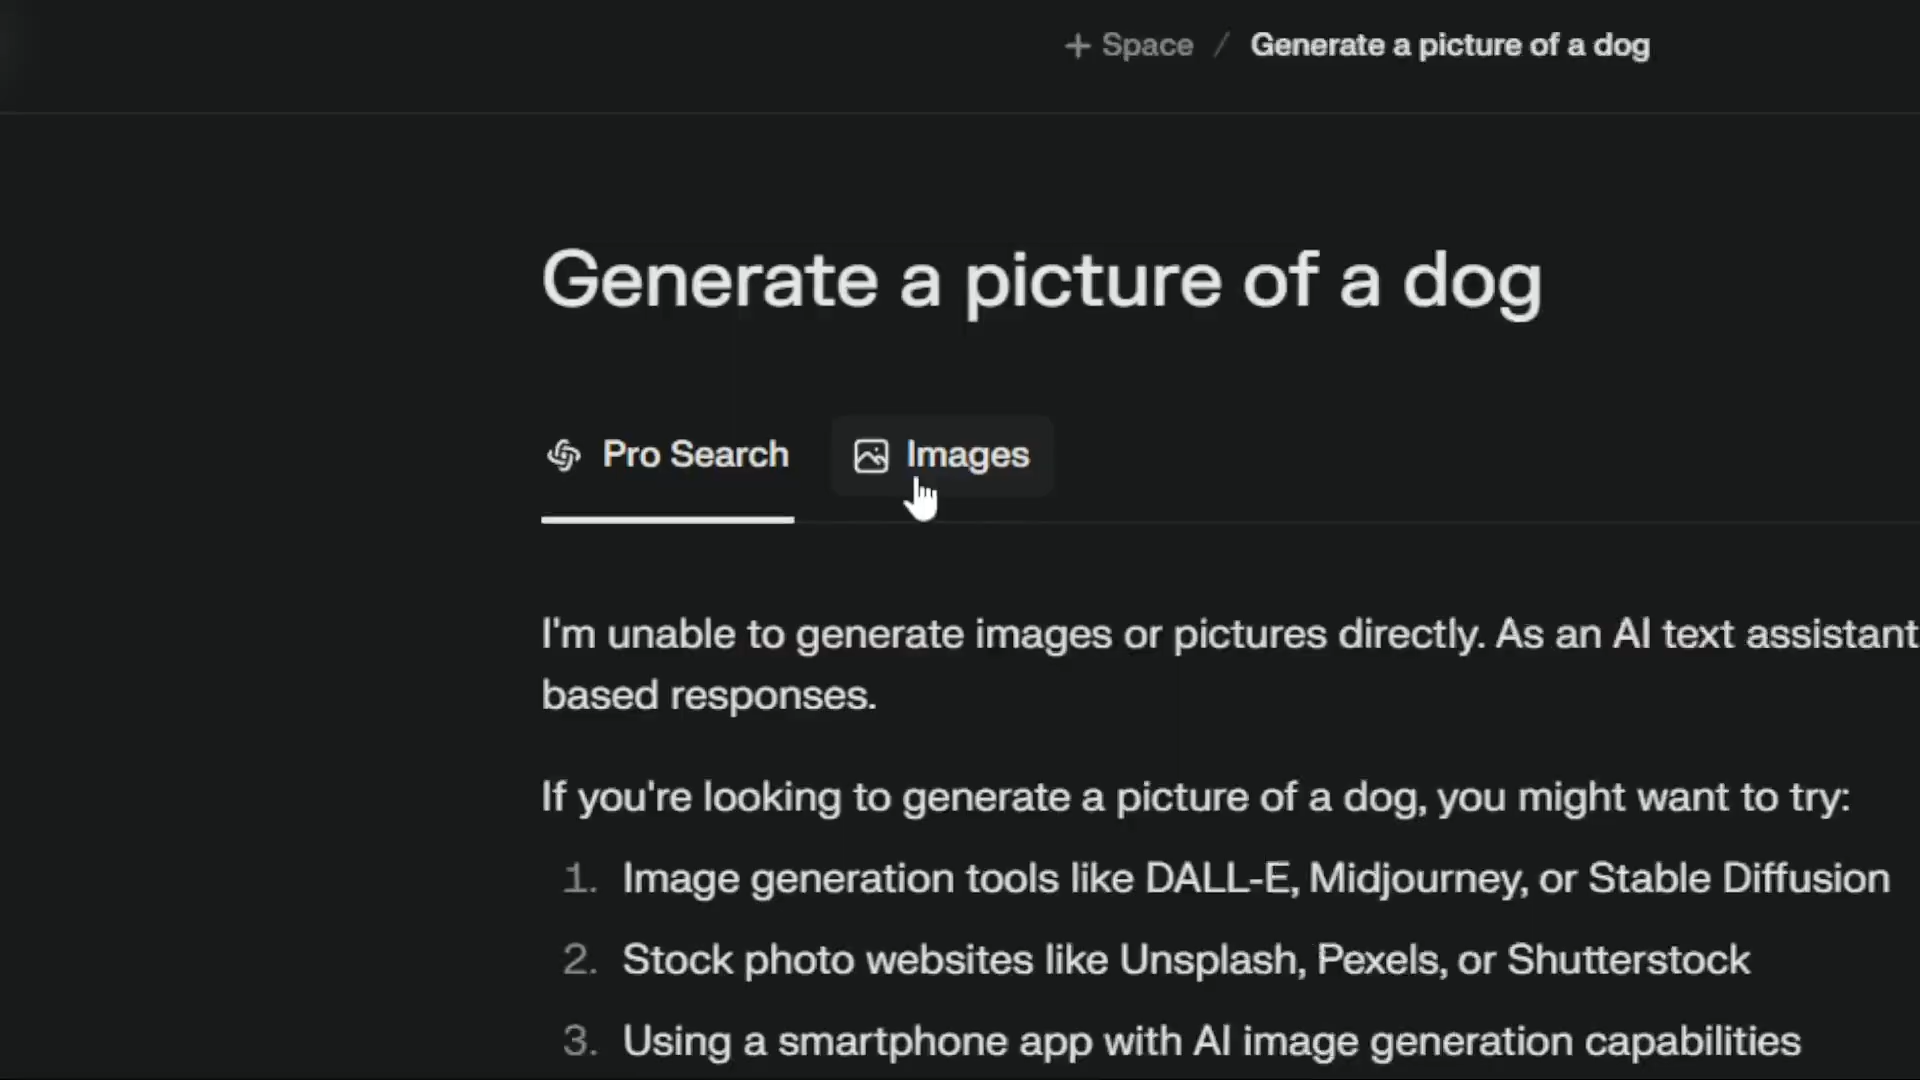 + Space / Generate a picture of a dog
Generate a picture of a dog
Pro Search Images
I'm unable to generate images or pictures directly. As an AI text assistant
based responses.
If you're looking to generate a picture of a dog, you might want to try:
1. Image generation tools like DALL-E, Midjourney, or Stable Diffusion
2. Stock photo websites like Unsplash, Pexels, or Shutterstock
3. Using a smartphone app with AI image generation capabilities